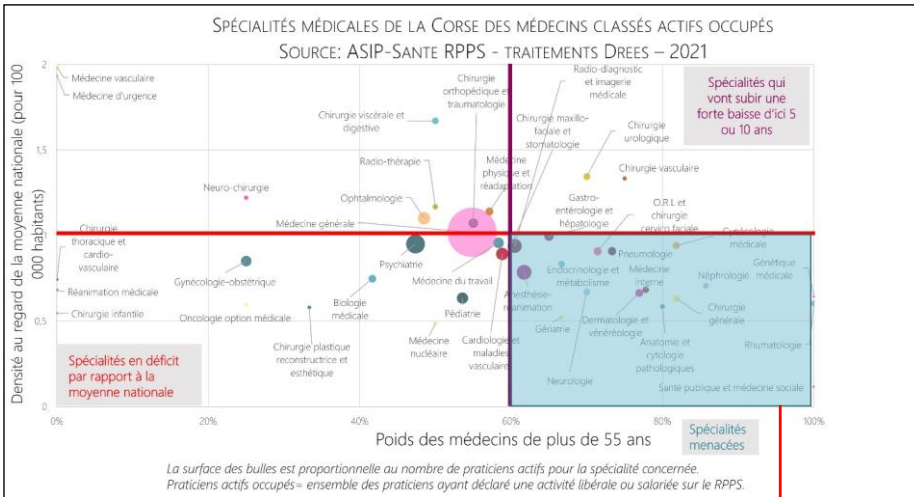 SPÉCIALITÉS MÉDICALES DE LA CORSE DES MÉDECINS CLASSÉS ACTIFS OCCUPÉS
SOURCE: ASIP-SANTE RPPS - TRAITEMENTS DREES – 2021
Densité au regard de la moyenne nationale (pour 100
000 habitants)
2
1,5
1
0,5
0
Médecine vasculaire
Médecine d'urgence
Chirurgie viscérale et
digestive
Chirurgie
orthopédique et
traumatologie
Radio-diagnostic
et imagerie
médicale
Chirurgie maxillo-
faciale et
stomatologie
Spécialités qui
vont subir une
forte baisse d'ici 5
ou 10 ans
Chirurgie
urologique
Chirurgie vasculaire
Radio-thérapie
Médecine
physique et
réadaptation
Neuro-chirurgie
Ophtalmologie
Médecine générale
Gastro-
entérologie et
hépatologie
O.R.L et
chirurgie
cervico faciale
Chirurgie
thoracique et
cardio-
vasculaire
Réanimation médicale
Chirurgie infantile
Gynécologie-obstétrique
Psychiatrie
Médecine du travail
Pneumologie
Gynécologie
médicale
Endocrinologie et
métabolisme
Médecine
interne
Néphrologie
Génétique
médicale
Oncologie option médicale
Biologie
médicale
Pédiatrie
Anesthésie-
réanimation
Chirurgie plastique
reconstructrice et
esthétique
Médecine
nucléaire
Cardiologie et
maladies
vasculaire
Gériatrie
Neurologie
Dermatologie et
vénéréologie
Anatomie et
cytologie
pathologiques
Chirurgie
générale
Rhumatologie
Santé publique et médecine sociale
Spécialités en déficit
par rapport à la
moyenne nationale
0%
20%
40%
60%
80%
100%
Poids des médecins de plus de 55 ans
Spécialités
menacées
La surface des bulles est proportionnelle au nombre de praticiens actifs pour la spécialité concernée.
Praticiens actifs occupés= ensemble des praticiens ayant déclaré une activité libérale ou salariée sur le RPPS.